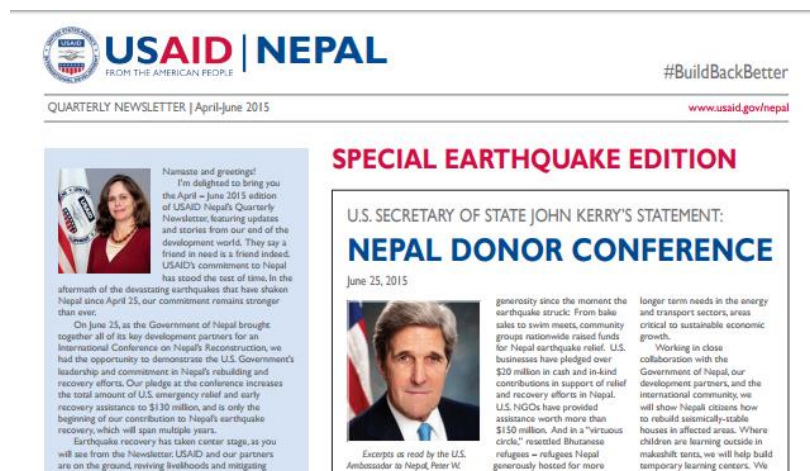 USAID | NEPAL
FROM THE AMERICAN PEOPLE
#BuildBackBetter
QUARTERLY NEWSLETTER | April-June 2015
www.usaid.gov/nepal
Namaste and greetings!
I'm delighted to bring you
the April – June 2015 edition
of USAID Nepal's Quarterly
Newsletter, featuring updates
and stories from our end of the
development world. They say a
friend in need is a friend indeed.
USAID's commitment to Nepal
has stood the test of time. In the
aftermath of the devastating earthquakes that have shaken
Nepal since April 25, our commitment remains stronger
than ever.
On June 25, as the Government of Nepal brought
together all of its key development partners for an
International Conference on Nepal's Reconstruction, we
had the opportunity to demonstrate the U.S. Government's
leadership and commitment in Nepal's rebuilding and
recovery efforts. Our pledge at the conference increases
the total amount of U.S. emergency relief and early
recovery assistance to $130 million, and is only the
beginning of our contribution to Nepal's earthquake
recovery, which will span multiple years.
Earthquake recovery has taken center stage, as you
will see from the Newsletter. USAID and our partners
are on the ground, reviving livelihoods and mitigating
SPECIAL EARTHQUAKE EDITION
U.S. SECRETARY OF STATE JOHN KERRY'S STATEMENT:
NEPAL DONOR CONFERENCE
June 25, 2015
Excerpts as read by the U.S.
Ambassador to Nepal, Peter W.
generosity since the moment the
earthquake struck: From bake
sales to swim meets, community
groups nationwide raised funds
for Nepal earthquake relief. U.S.
businesses have pledged over
$20 million in cash and in-kind
contributions in support of relief
and recovery efforts in Nepal.
U.S. NGOs have provided
assistance worth more than
$150 million. And in a "virtuous
circle," resettled Bhutanese
refugees – refugees Nepal
generously hosted for more
longer term needs in the energy
and transport sectors, areas
critical to sustainable economic
growth.
Working in close
collaboration with the
Government of Nepal, our
development partners, and the
international community, we
will show Nepali citizens how
to rebuild seismically-stable
houses in affected areas. Where
children are learning outside in
makeshift tents, we will help build
temporary learning centers. We